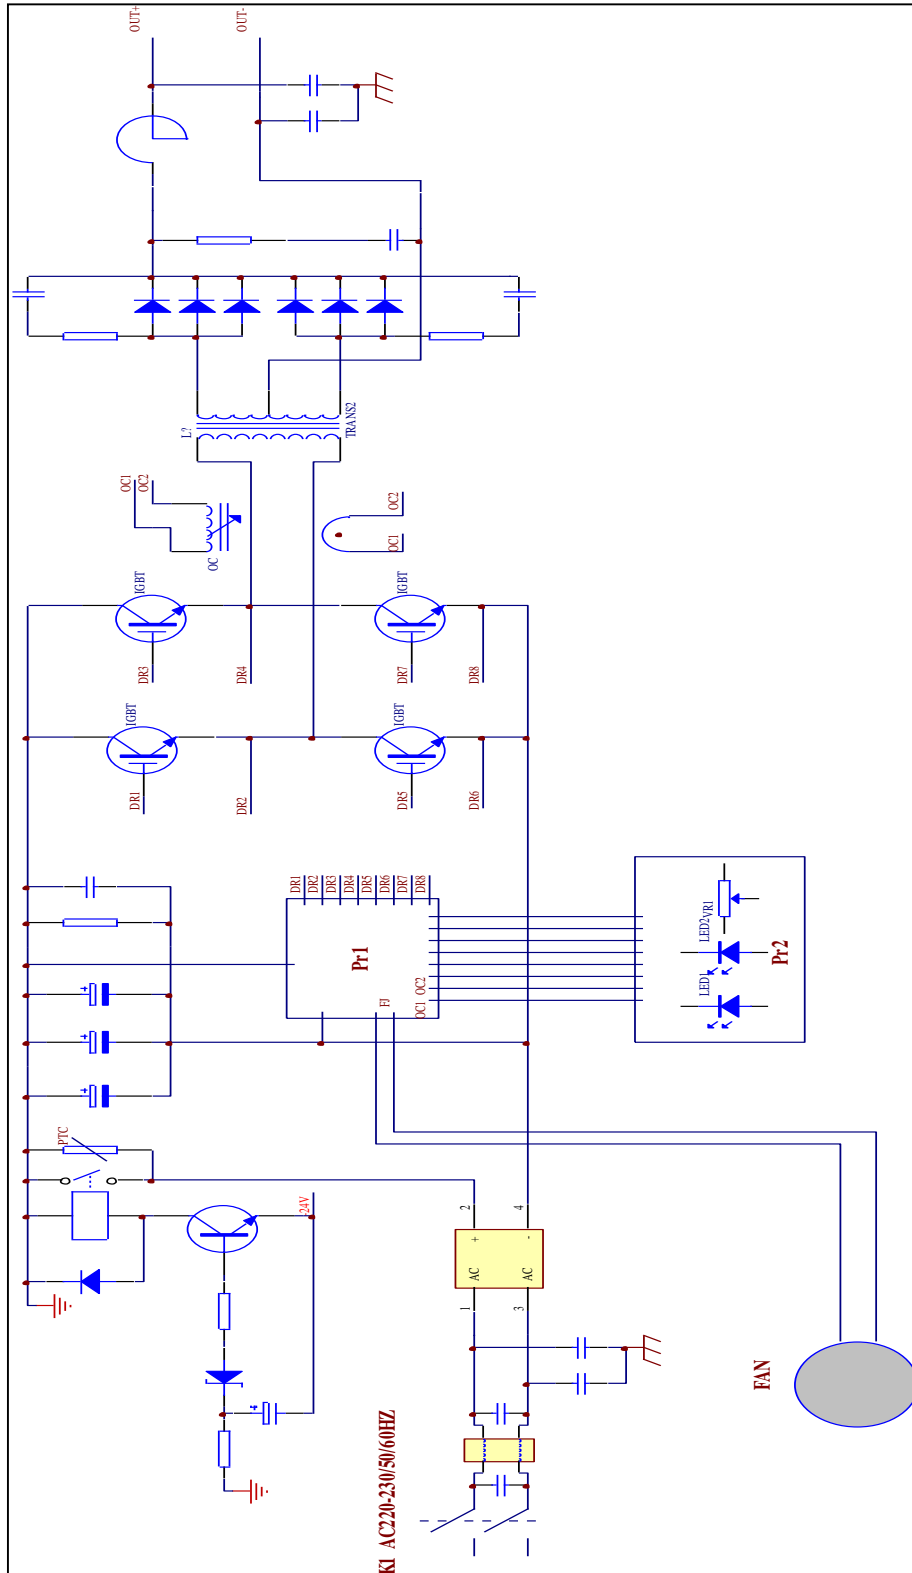 OUT+
OUT-
L?
TRANS2
OC1
OC2
OC
OC2
OC1
IGBT
IGBT
DR3
DR4
DR7
DR8
IGBT
IGBT
DR1
DR2
DR5
DR6
DR1
DR2
DR3
DR4
DR5
DR6
DR7
DR8
Pr1
FJ
OC1 OC2
LED2
VR1
LED1
Pr2
PTC
-24V
2
4
+
-
AC
AC
1
3
FAN
K1 AC220-230/50/60HZ